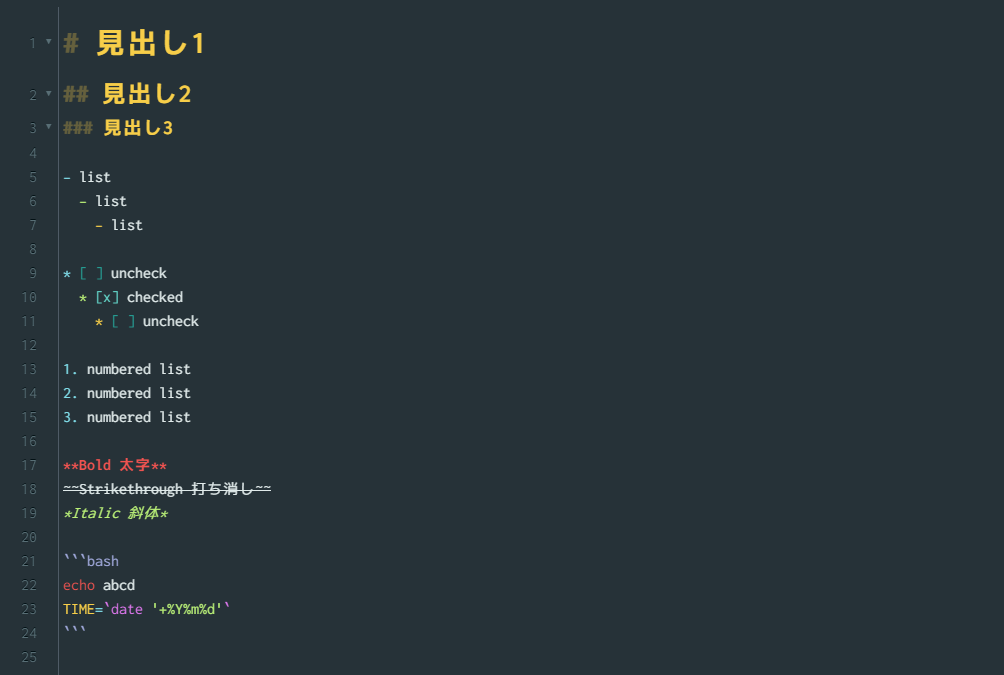 1 # 見出し1
2 ## 見出し2
3 ### 見出し3
4
5 - list
6   - list
7     - list
8
9 * [ ] uncheck
10   * [x] checked
11     * [ ] uncheck
12
13 1. numbered list
14 2. numbered list
15 3. numbered list
16
17 **Bold 太字**
18 ~~Strikethrough 打ち消し~~
19 *Italic 斜体*
20
21 ```bash
22 echo abcd
23 TIME=`date '+%Y%m%d'`
24 ```
25